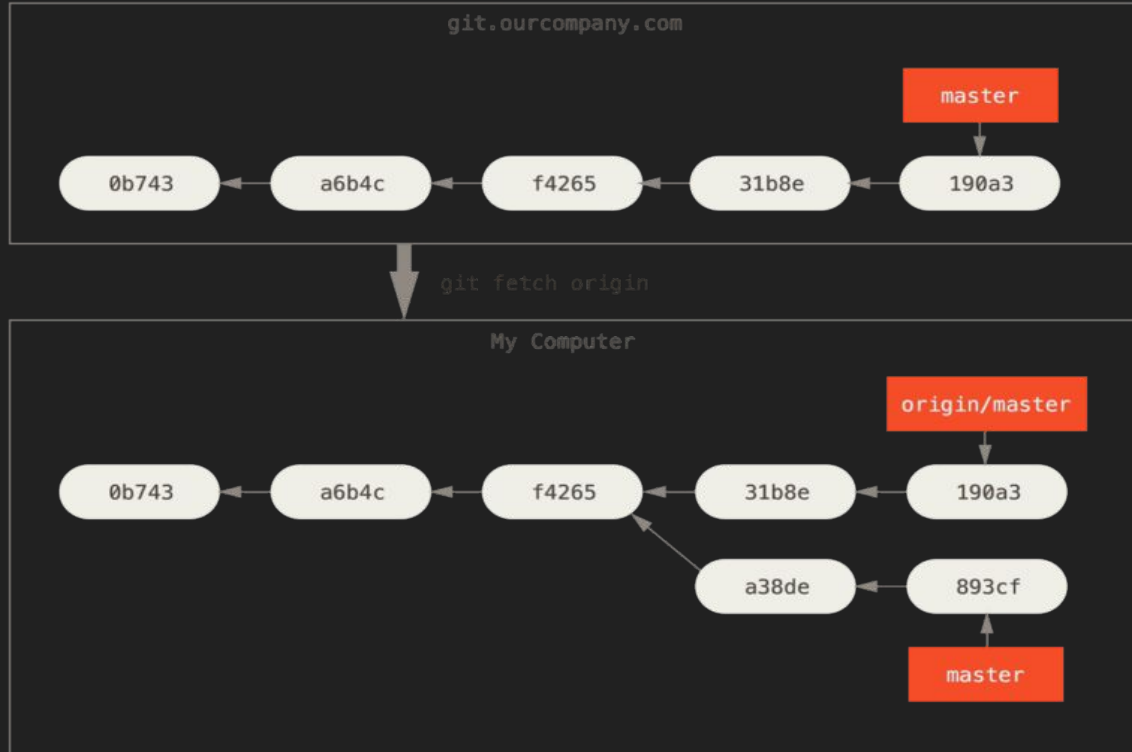 git.ourcompany.com
master
0b743 a6b4c f4265 31b8e 190a3
git fetch origin
My Computer
origin/master
0b743 a6b4c f4265 31b8e 190a3
a38de 893cf
master